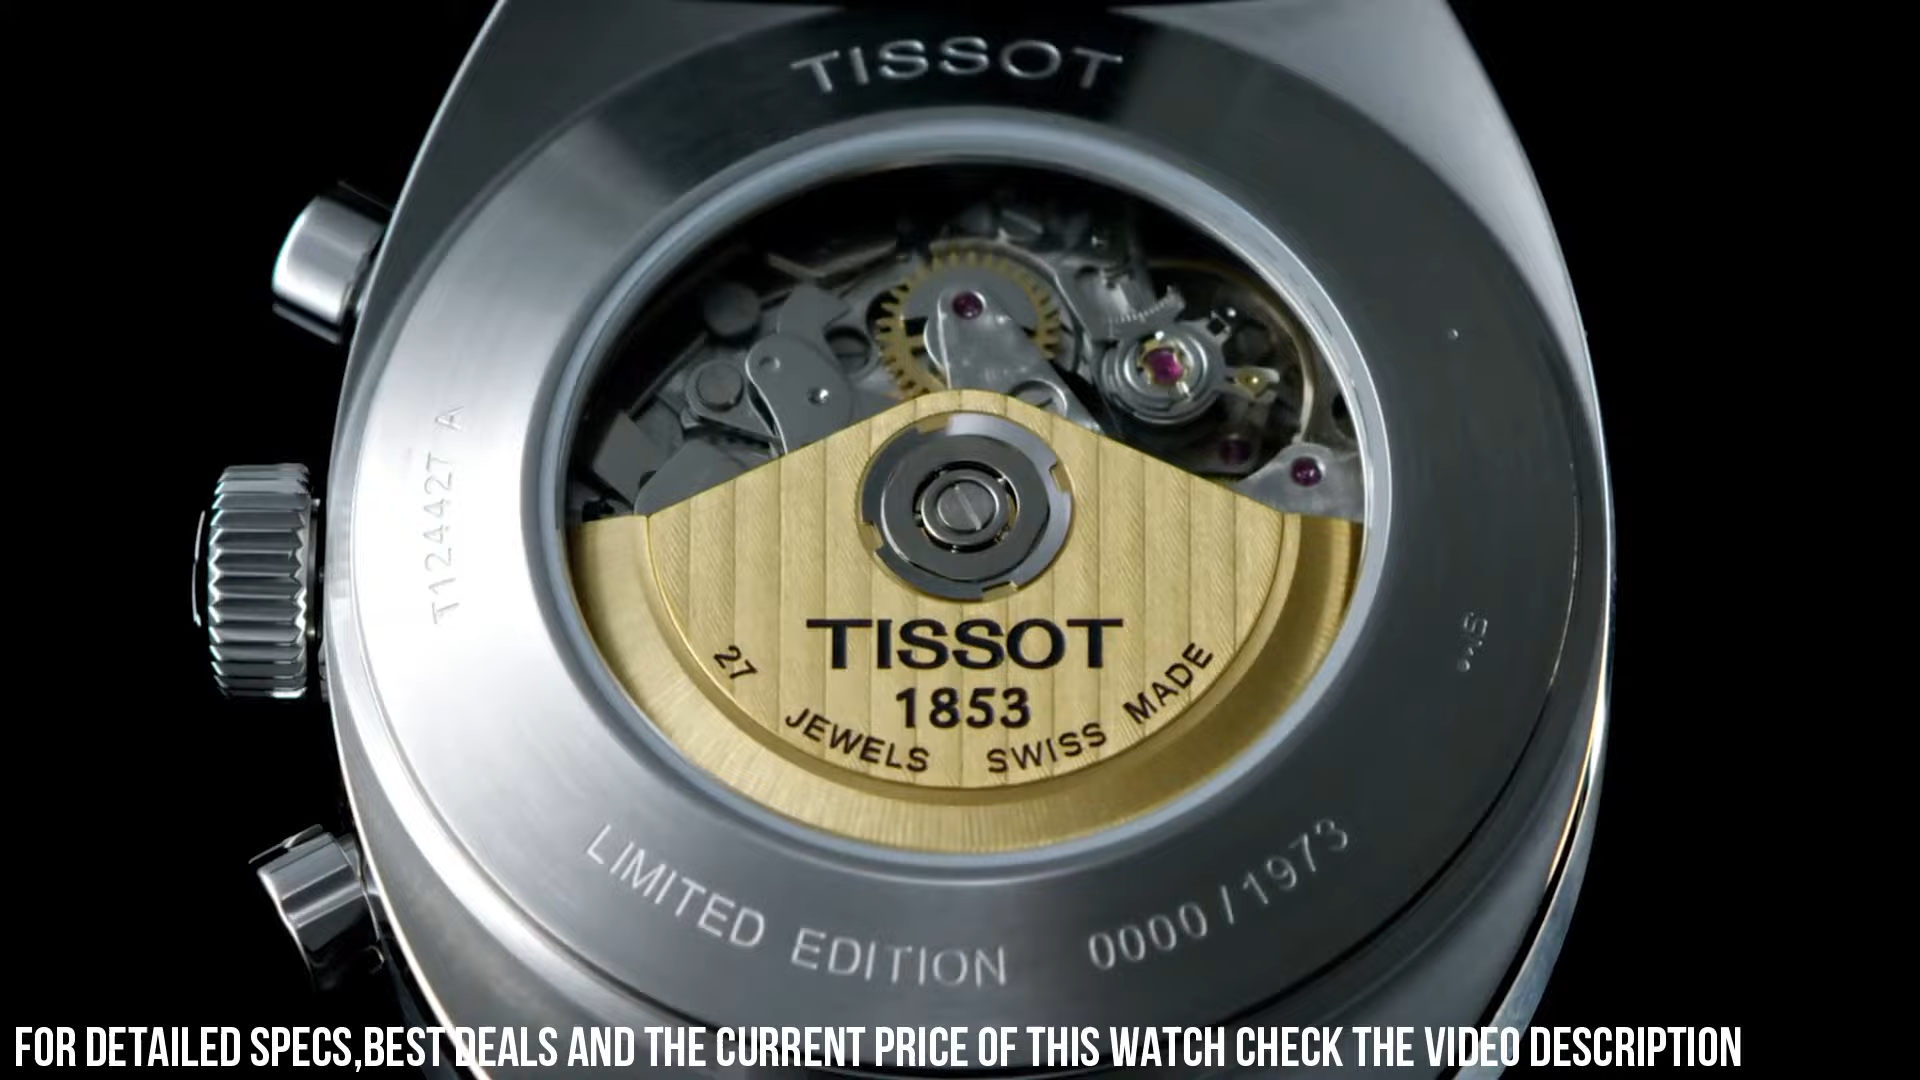 TISSOT
T124427 A
TISSOT
1853
27 JEWELS SWISS MADE
LIMITED EDITION 0000/1973
FOR DETAILED SPECS,BEST DEALS AND THE CURRENT PRICE OF THIS WATCH CHECK THE VIDEO DESCRIPTION